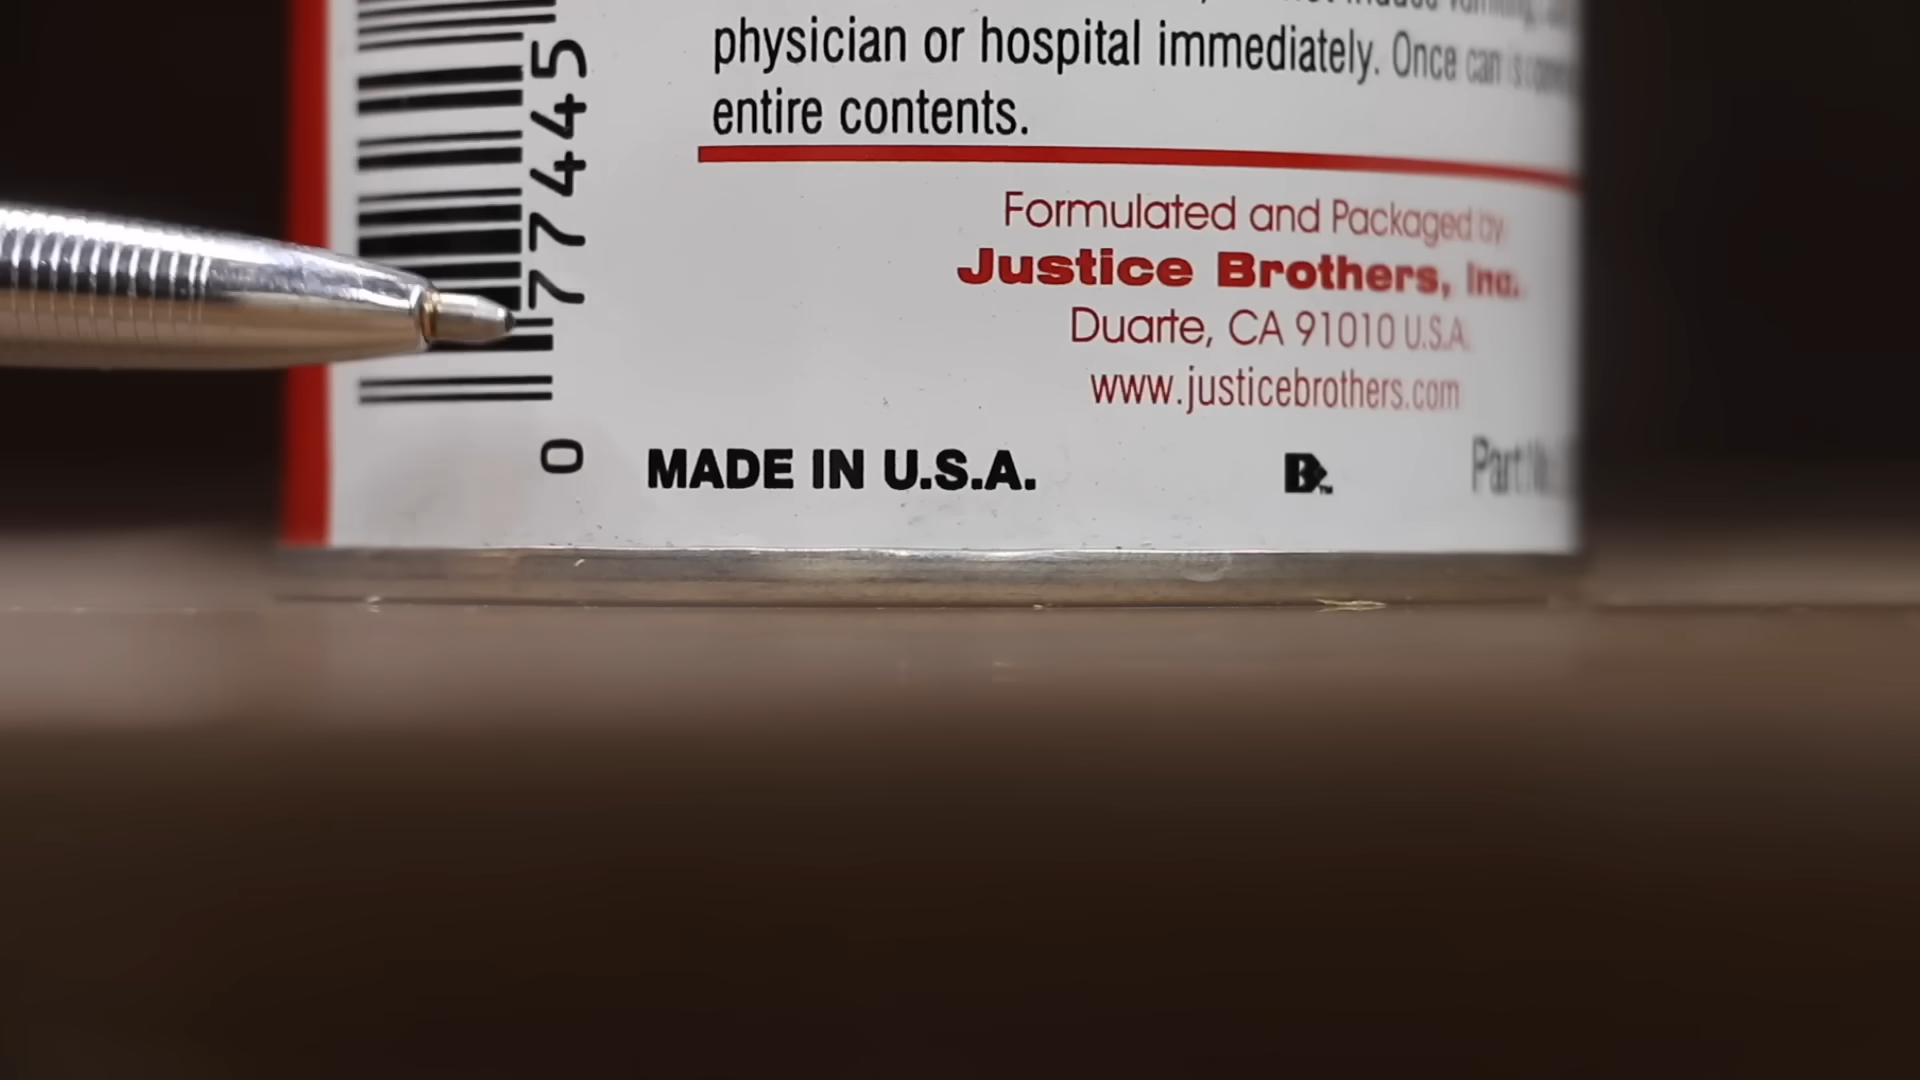 physician or hospital immediately. Once can is
entire contents.
Formulated and Packaged by
Justice Brothers, Inc.
Duarte, CA 91010 U.S.A.
www.justicebrothers.com
MADE IN U.S.A.
Part
0 77445